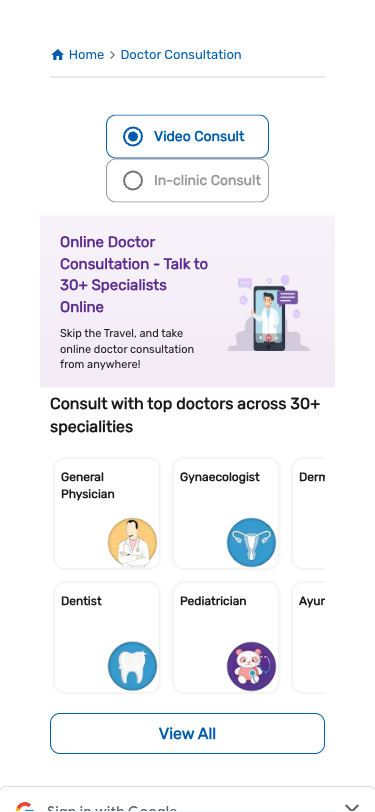 Home > Doctor Consultation
Video Consult
In-clinic Consult
Online Doctor
Consultation - Talk to
30+ Specialists
Online
Skip the Travel, and take
online doctor consultation
from anywhere!
Consult with top doctors across 30+
specialities
General
Physician
Gynaecologist
Derm
Dentist
Pediatrician
Ayur
View All
Sign in with Google